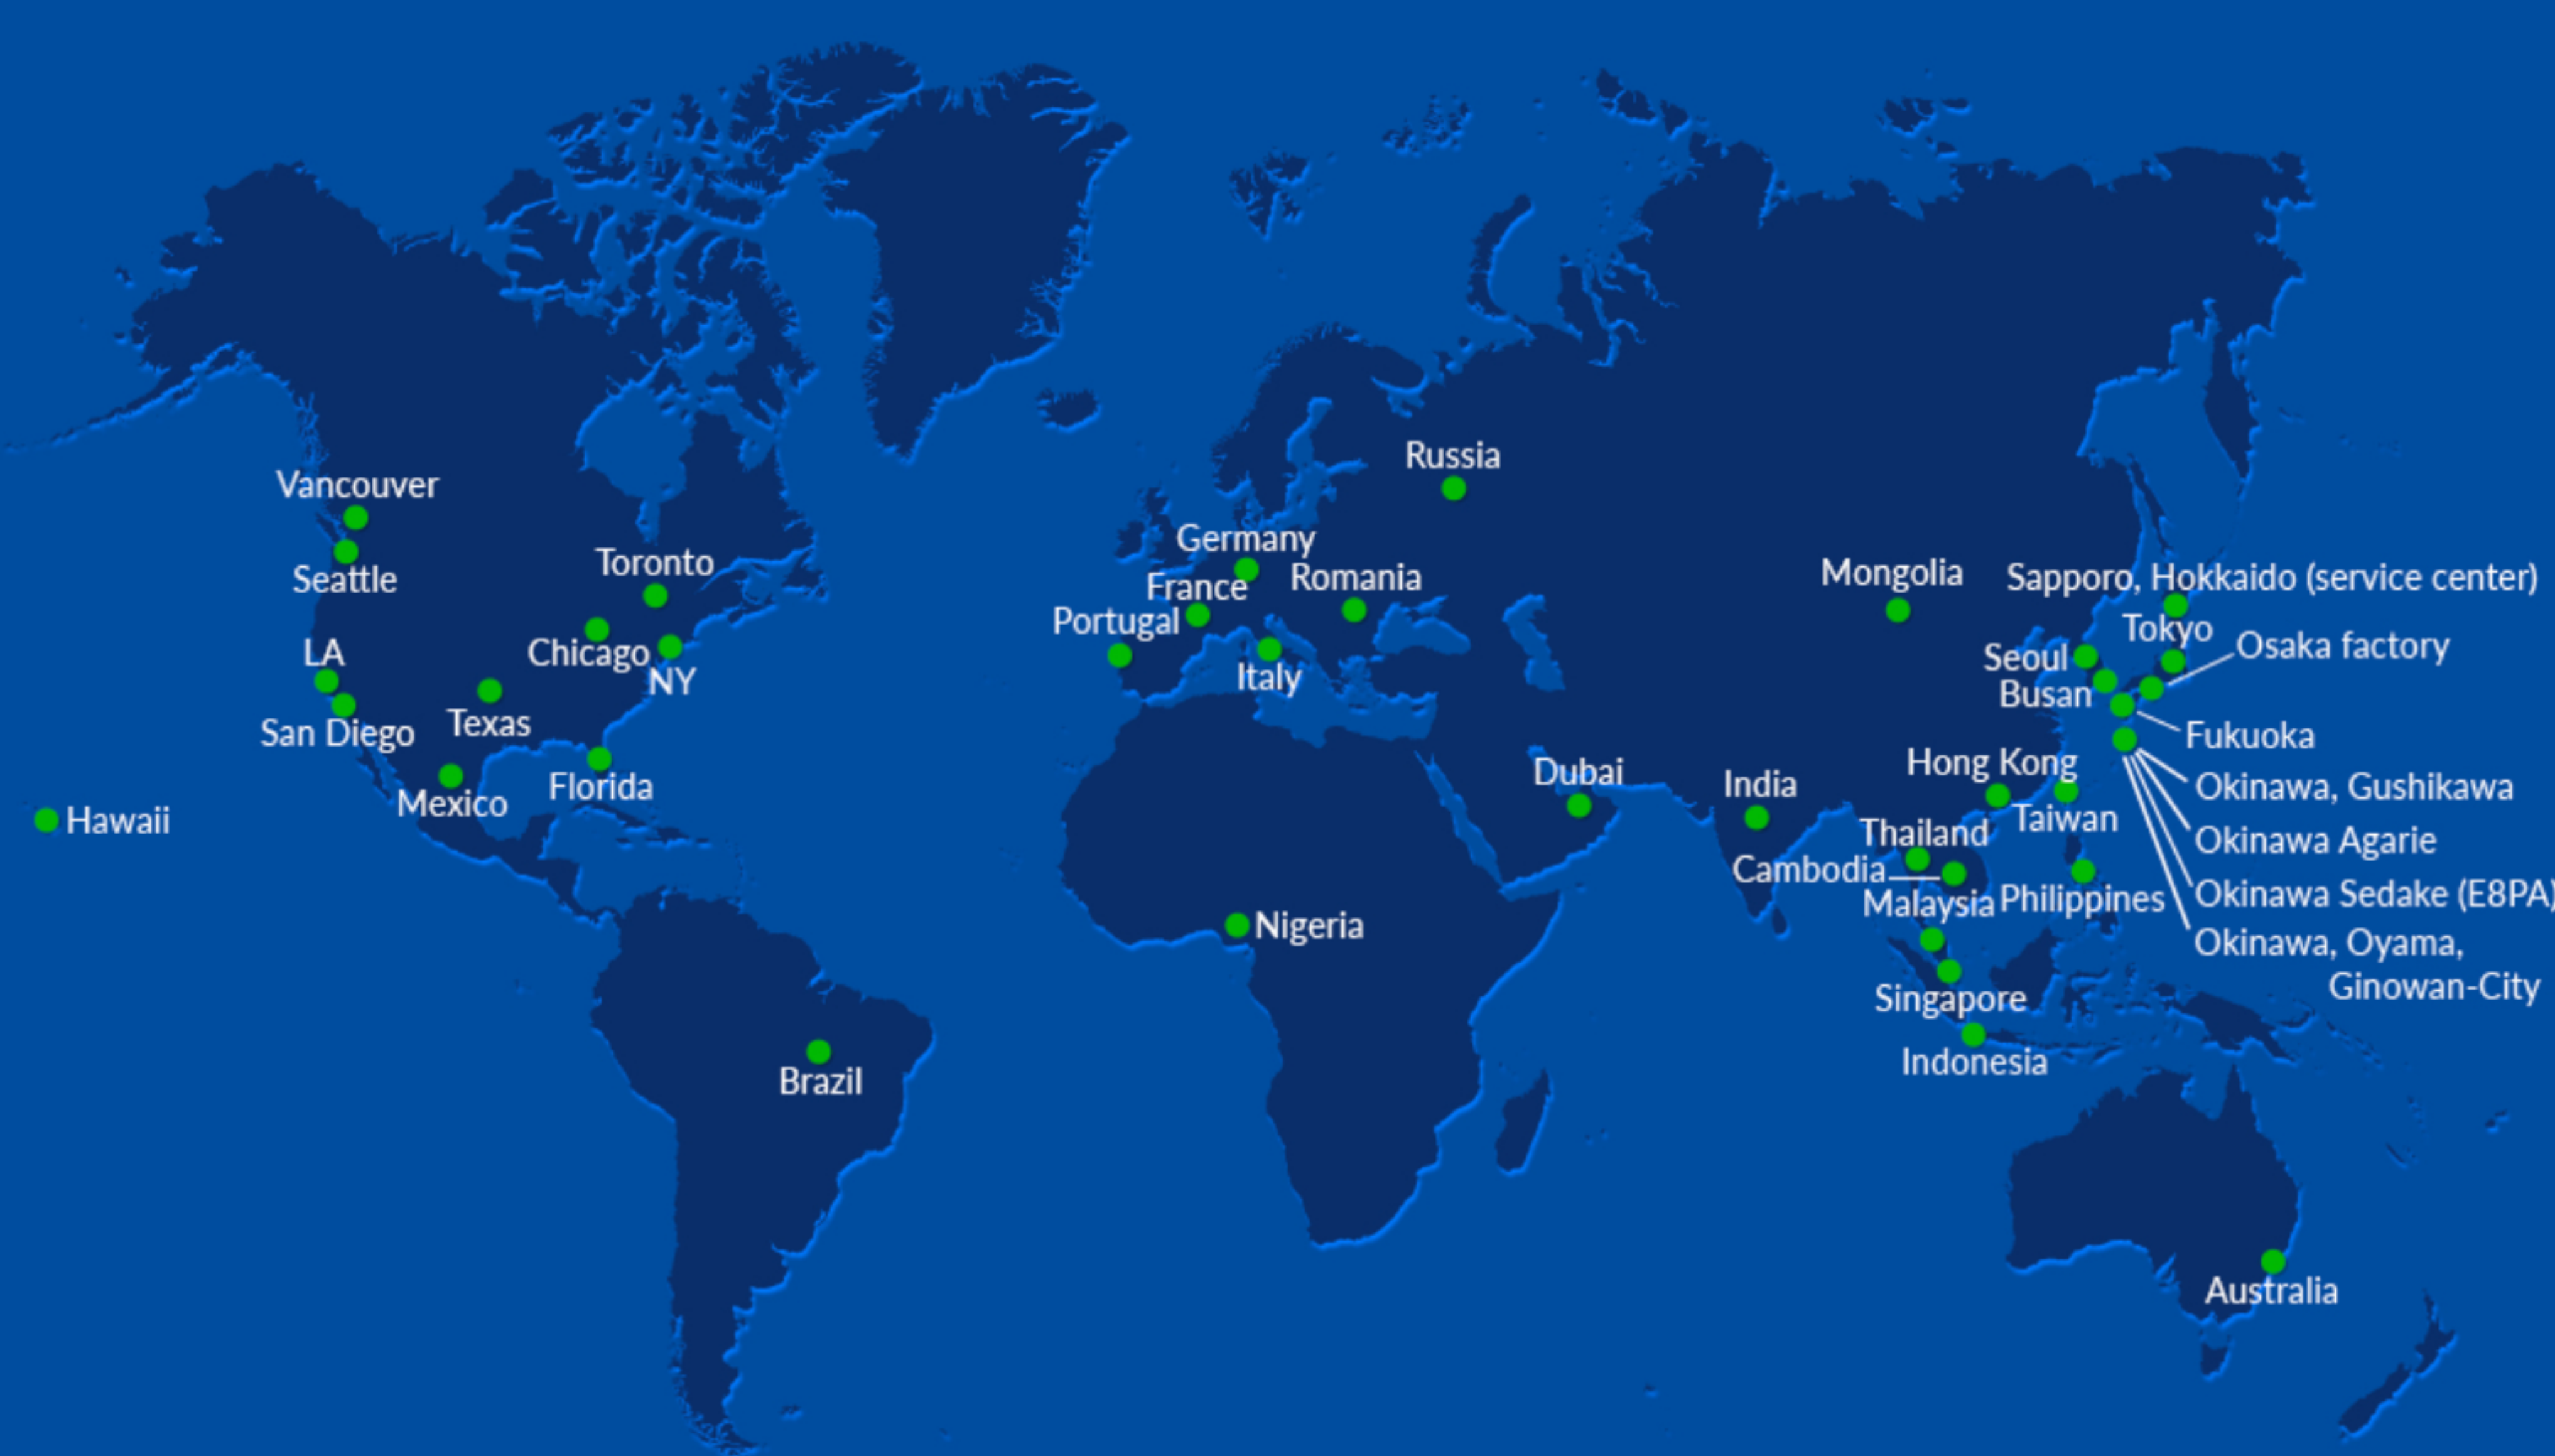 Vancouver
Seattle
LA
San Diego
Hawaii
Texas
Mexico
Toronto
Chicago
NY
Florida
Brazil
Russia
Germany
France
Romania
Portugal
Italy
Nigeria
Dubai
India
Mongolia
Sapporo, Hokkaido (service center)
Tokyo
Osaka factory
Seoul
Busan
Fukuoka
Hong Kong
Taiwan
Okinawa, Gushikawa
Okinawa Agarie
Okinawa Sedake (E8PA)
Okinawa, Oyama,
Ginowan-City
Thailand
Cambodia
Malaysia
Philippines
Singapore
Indonesia
Australia